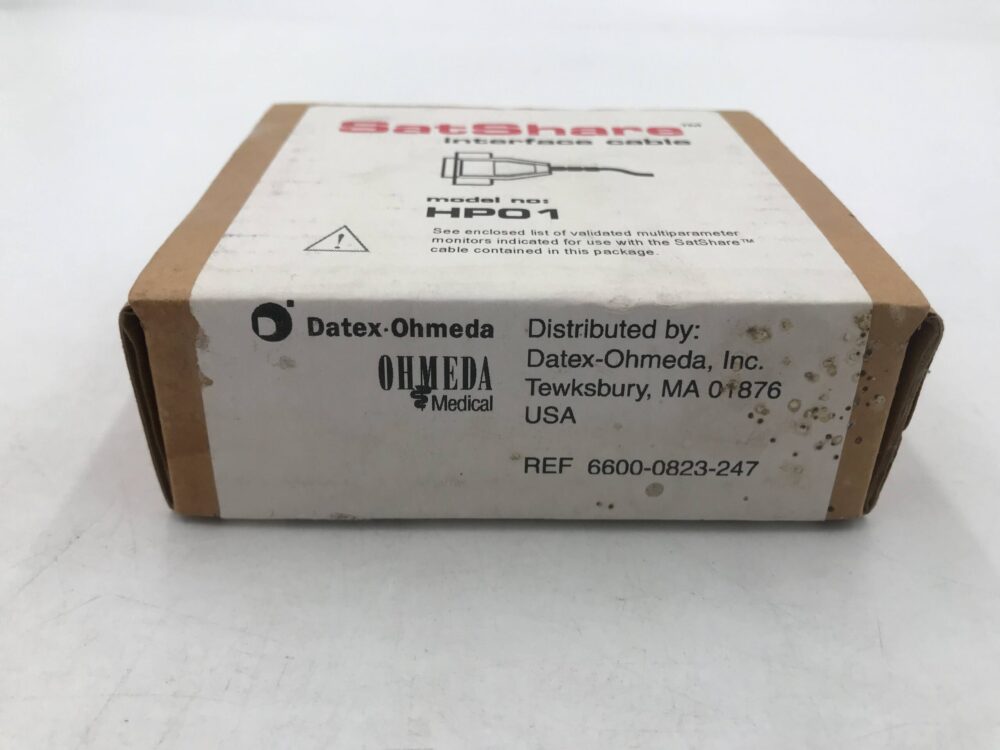 SatShare™
interface cable
model no:
HP01
See enclosed list of validated multiparameter
monitors indicated for use with the SatShare™
cable contained in this package.
Datex-Ohmeda
OHMEDA
Medical
Distributed by:
Datex-Ohmeda, Inc.
Tewksbury, MA 01876
USA
REF 6600-0823-247